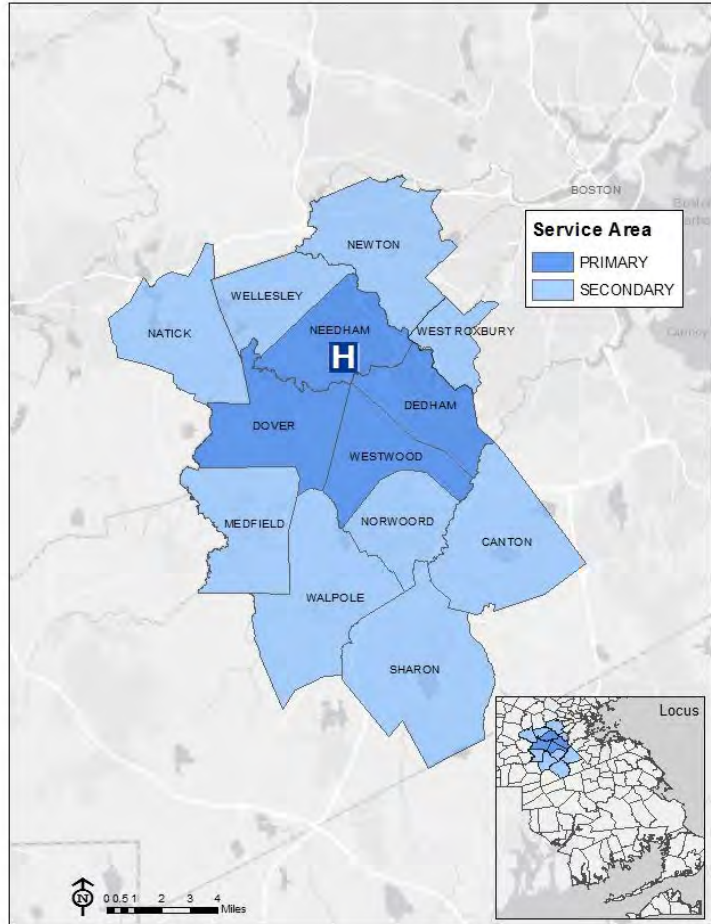 BOSTON
Service Area
PRIMARY
SECONDARY
NEWTON
WELLESLEY
NATICK
NEEDHAM
WEST ROXBURY
H
DEDHAM
DOVER
WESTWOOD
MEDFIELD
NORWOORD
CANTON
WALPOLE
SHARON
Locus
N
0 0.5 1 2 3 4
Miles